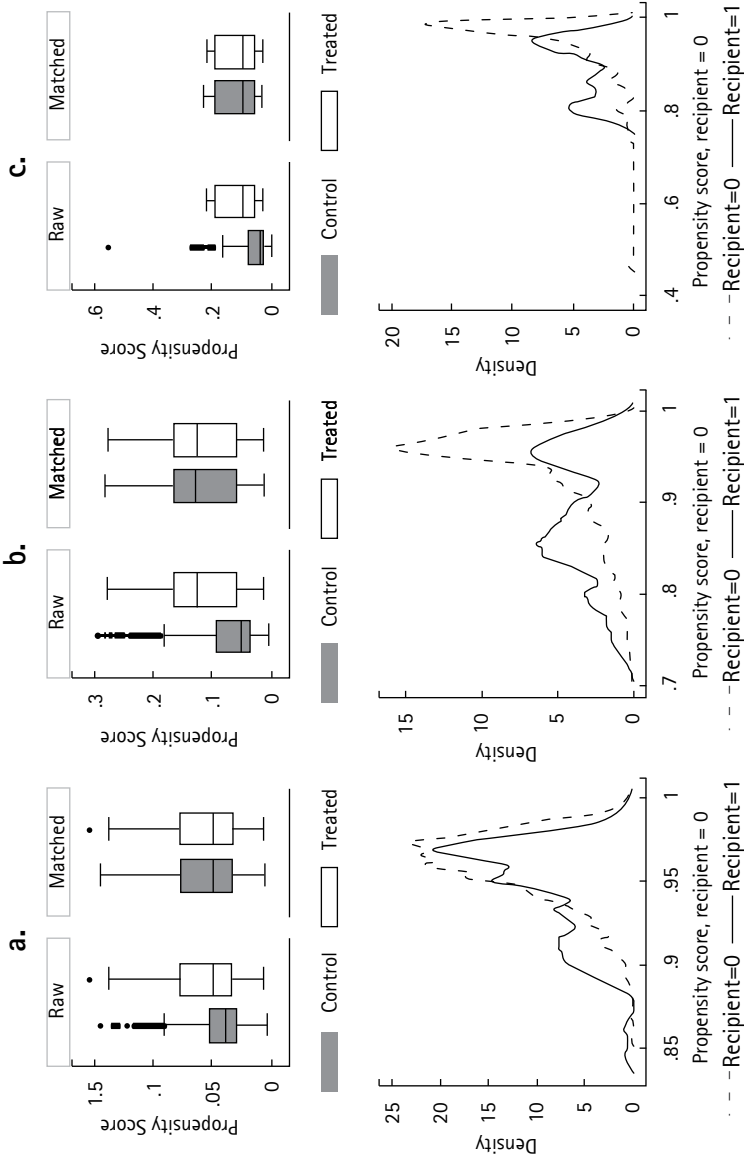 a.
Raw
Matched
Propensity Score
1.5
.1
.05
0
Control
Treated
Density
25
20
15
10
5
0
.85
.9
.95
1
Propensity score, recipient = 0
Recipient=0
Recipient=1
b.
Raw
Matched
Propensity Score
.3
.2
.1
0
Control
Treated
Density
15
10
5
0
.7
.8
.9
1
Propensity score, recipient = 0
Recipient=0
Recipient=1
c.
Raw
Matched
Propensity Score
.6
.4
.2
0
Control
Treated
Density
20
15
10
5
0
.4
.6
.8
1
Propensity score, recipient = 0
Recipient=0
Recipient=1